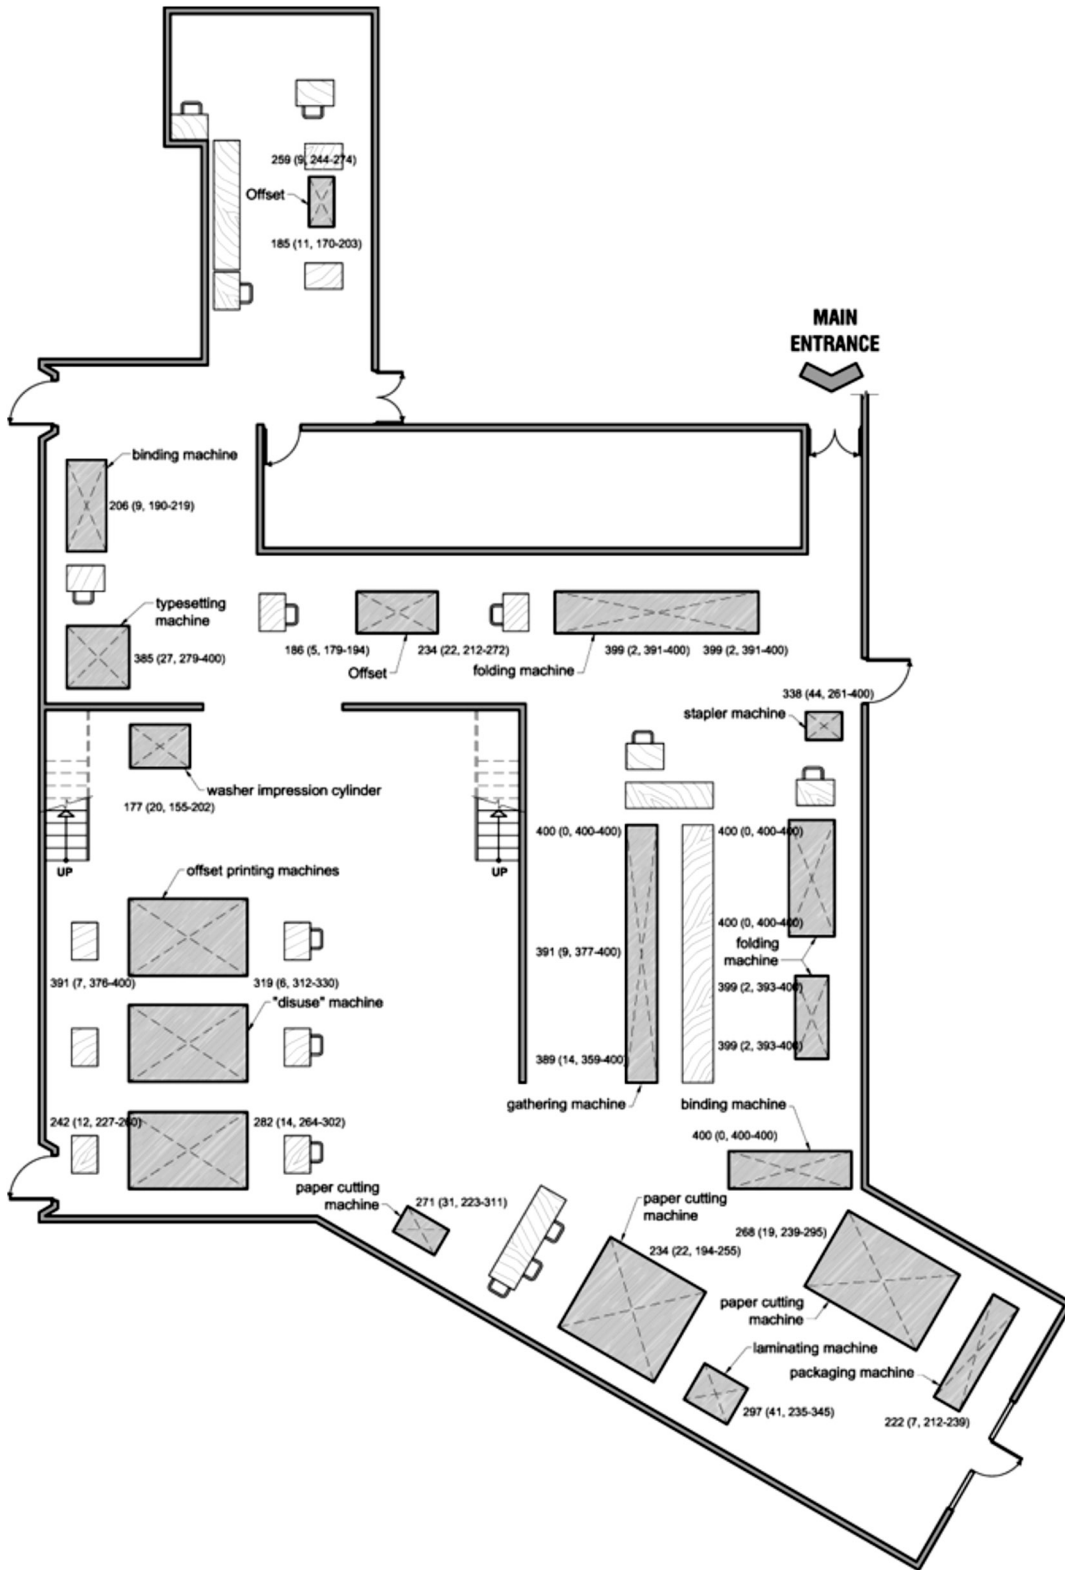 259 (9, 244-274)
Offset
185 (11, 170-203)
MAIN
ENTRANCE
binding machine
206 (9, 190-219)
typesetting
machine
385 (27, 279-400)
186 (5, 179-194)
234 (22, 212-272)
Offset
399 (2, 391-400)
399 (2, 391-400)
folding machine
338 (44, 261-400)
stapler machine
washer impression cylinder
177 (20, 155-202)
400 (0, 400-400)
400 (0, 400-400)
UP
UP
offset printing machines
400 (0, 400-400)
folding
machine
391 (9, 377-400)
391 (7, 376-400)
319 (6, 312-330)
399 (2, 393-400)
"disuse" machine
399 (2, 393-400)
389 (14, 359-400)
gathering machine
binding machine
242 (12, 227-260)
282 (14, 264-302)
400 (0, 400-400)
paper cutting
machine
271 (31, 223-311)
paper cutting
machine
234 (22, 194-255)
268 (19, 239-295)
paper cutting
machine
laminating machine
packaging machine
297 (41, 235-345)
222 (7, 212-239)